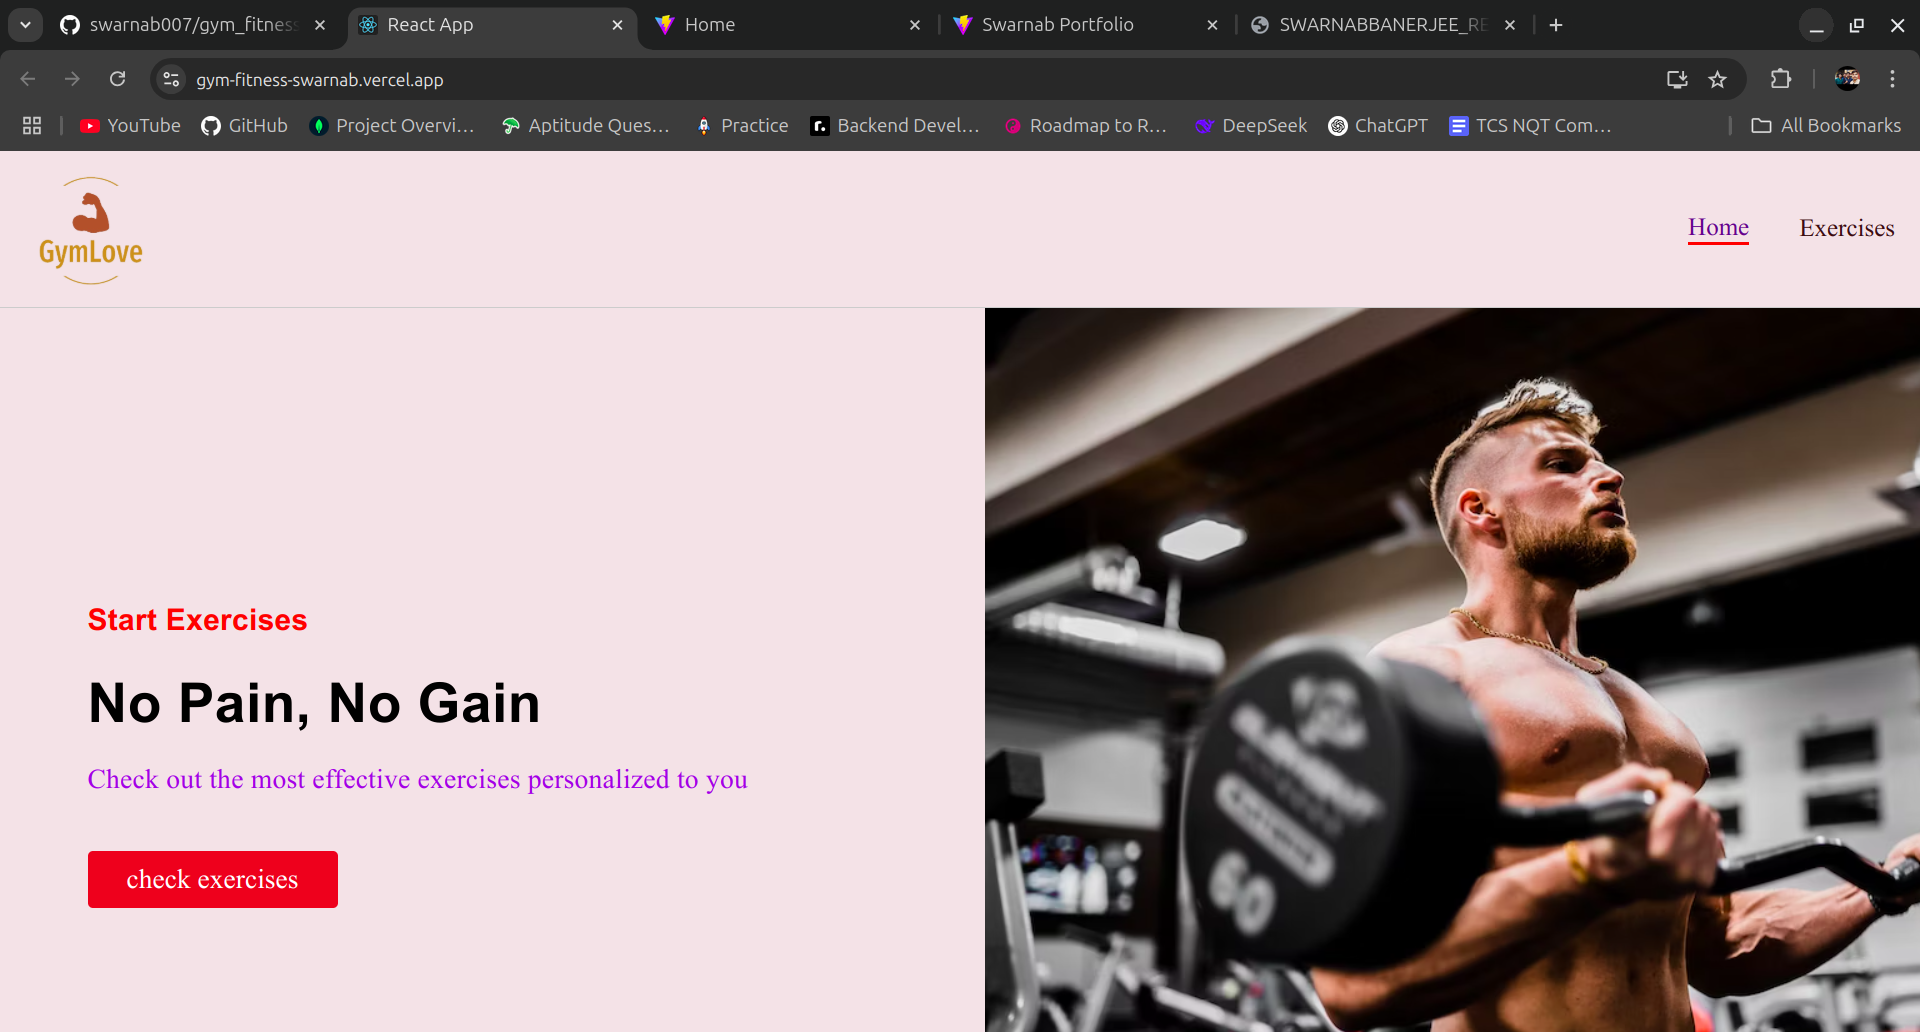 swarnab007/gym_fitness
React App
Home
Swarnab Portfolio
SWARNABBANERJEE_RE
gym-fitness-swarnab.vercel.app
YouTube
GitHub
Project Overvi...
Aptitude Ques...
Practice
Backend Devel...
Roadmap to R...
DeepSeek
ChatGPT
TCS NQT Com...
All Bookmarks
GymLove
Home
Exercises
Start Exercises
No Pain, No Gain
Check out the most effective exercises personalized to you
check exercises
60